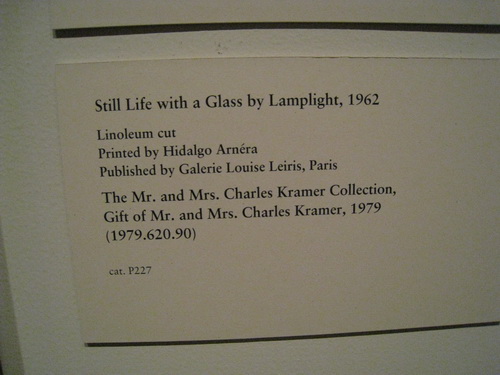 Still Life with a Glass by Lamplight, 1962
Linoleum cut
Printed by Hidalgo Arnéra
Published by Galerie Louise Leiris, Paris
The Mr. and Mrs. Charles Kramer Collection,
Gift of Mr. and Mrs. Charles Kramer, 1979
(1979.620.90)
cat. P227